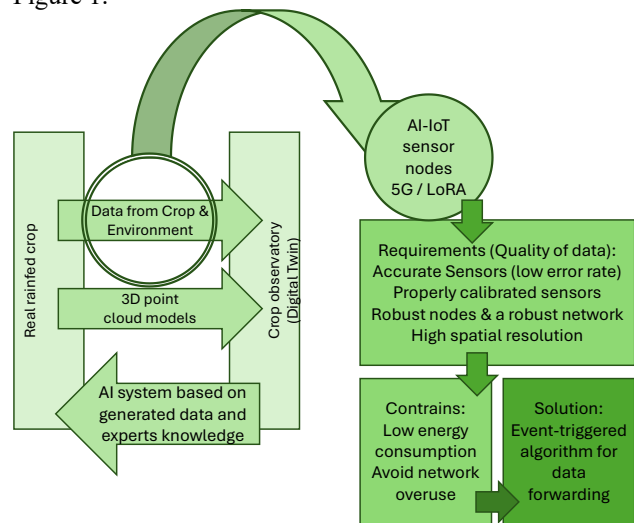 Figure 1.
Real rainfed crop
Data from Crop &
Environment
3D point
cloud models
AI system based on
generated data and
experts knowledge
Crop observatory
(Digital Twin)
AI-IoT
sensor
nodes
5G / LoRA
Requirements (Quality of data):
Accurate Sensors (low error rate)
Properly calibrated sensors
Robust nodes & a robust network
High spatial resolution
Contrains:
Low energy
consumption
Avoid network
overuse
Solution:
Event-triggered
algorithm for
data
forwarding